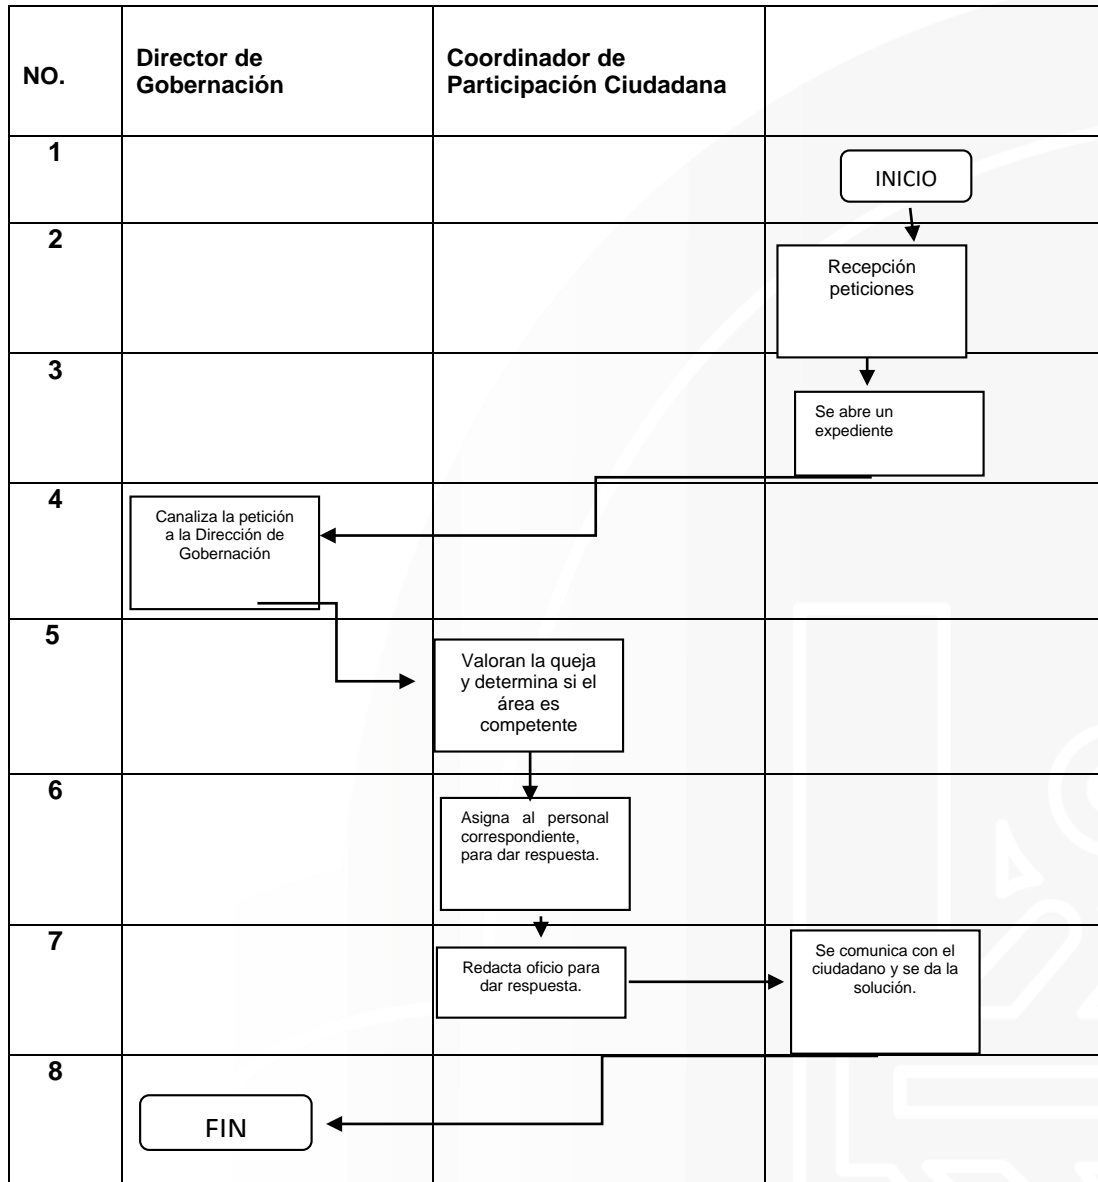 NO.
Director de
Gobernación
Coordinador de
Participación Ciudadana
1
INICIO
2
Recepción
peticiones
3
Se abre un
expediente
4
Canaliza la petición
a la Dirección de
Gobernación
5
Valoran la queja
y determina si el
área es
competente
6
Asigna al personal
correspondiente,
para dar respuesta.
7
Redacta oficio para
dar respuesta.
Se comunica con el
ciudadano y se da la
solución.
8
FIN